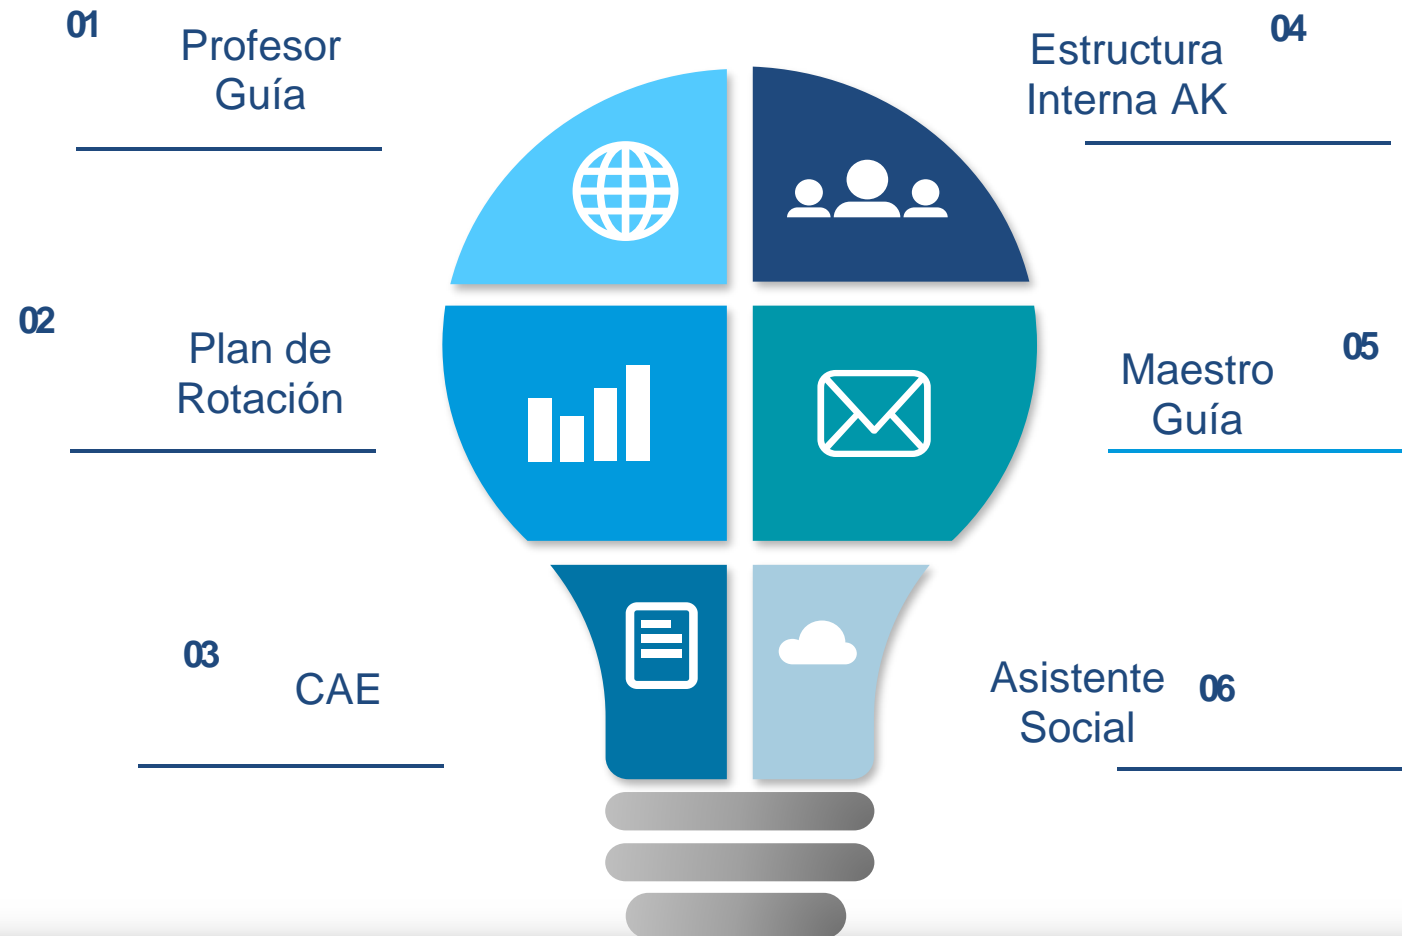 01
Profesor
Guía
02
Plan de
Rotación
03
CAE
04
Estructura
Interna AK
05
Maestro
Guía
Asistente
Social
06